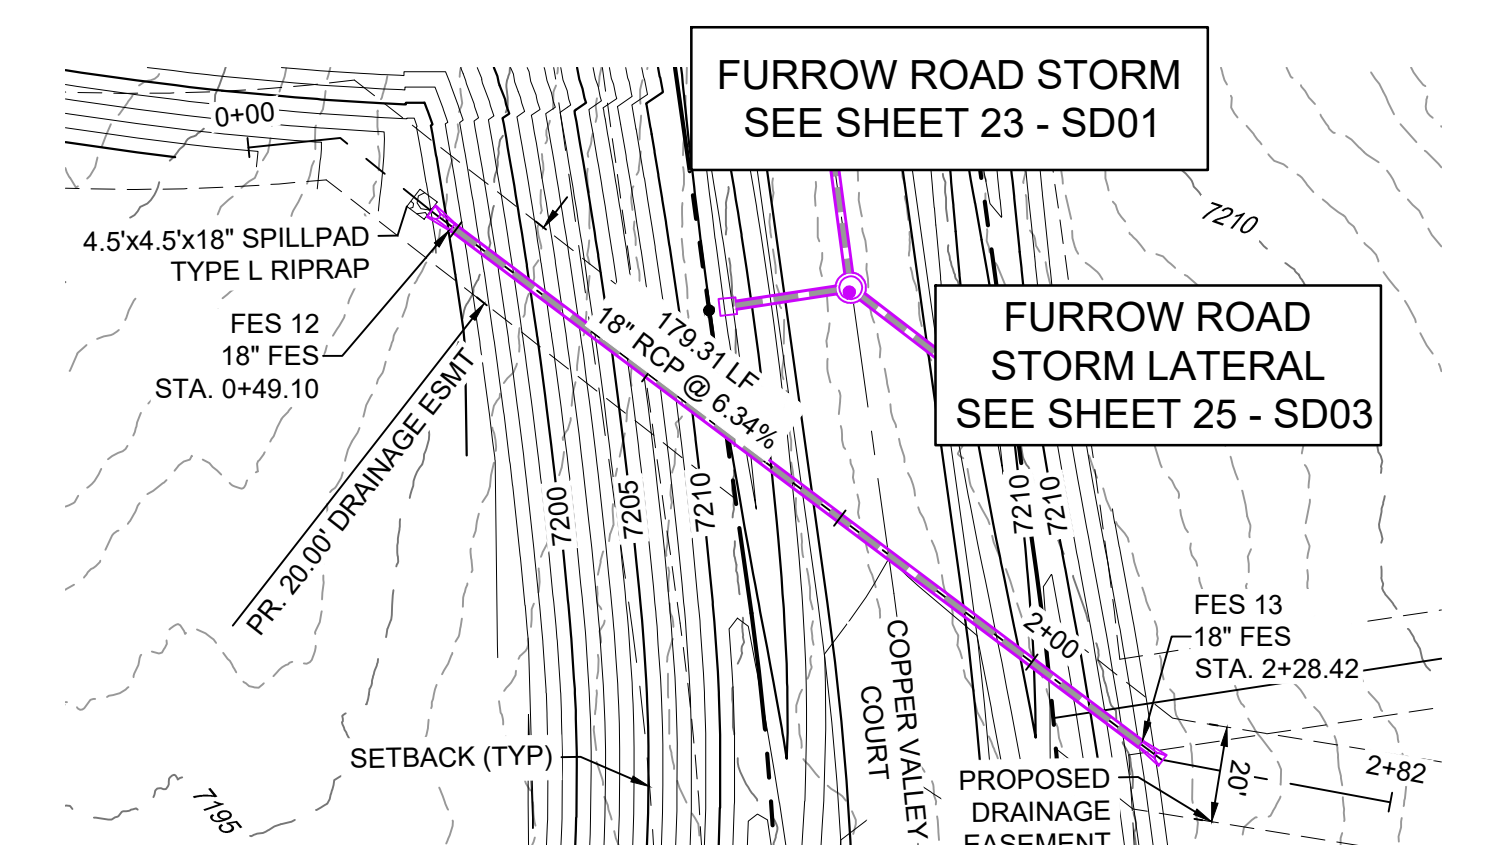 FURROW ROAD STORM
SEE SHEET 23 - SD01
0+00
7210
4.5'x4.5'x18" SPILLPAD
TYPE L RIPRAP
FES 12
18" FES
STA. 0+49.10
179.31 LF
18" RCP @ 6.34%
FURROW ROAD
STORM LATERAL
SEE SHEET 25 - SD03
PR. 20.00' DRAINAGE ESMT
7200
7205
7210
7210
7210
FES 13
18" FES
STA. 2+28.42
2+00
COPPER VALLEY
COURT
SETBACK (TYP)
7195
PROPOSED
DRAINAGE
EASEMENT
20'
2+82